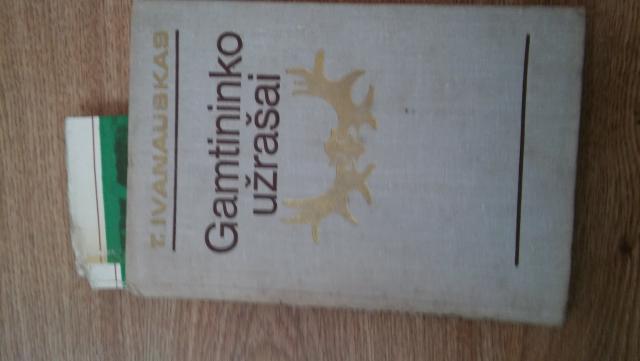 T. IVANAUSKAS
Gamtininko
užrašai